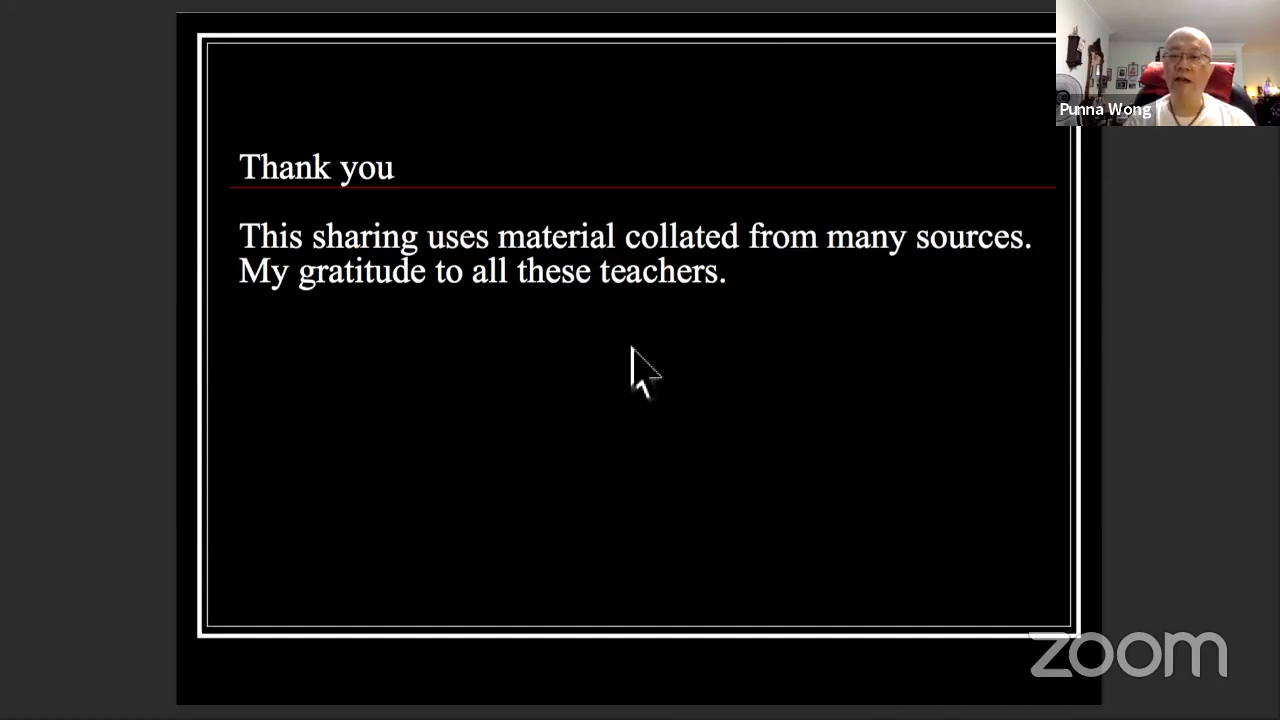 Punna Wong
Thank you
This sharing uses material collated from many sources.
My gratitude to all these teachers.
zoom